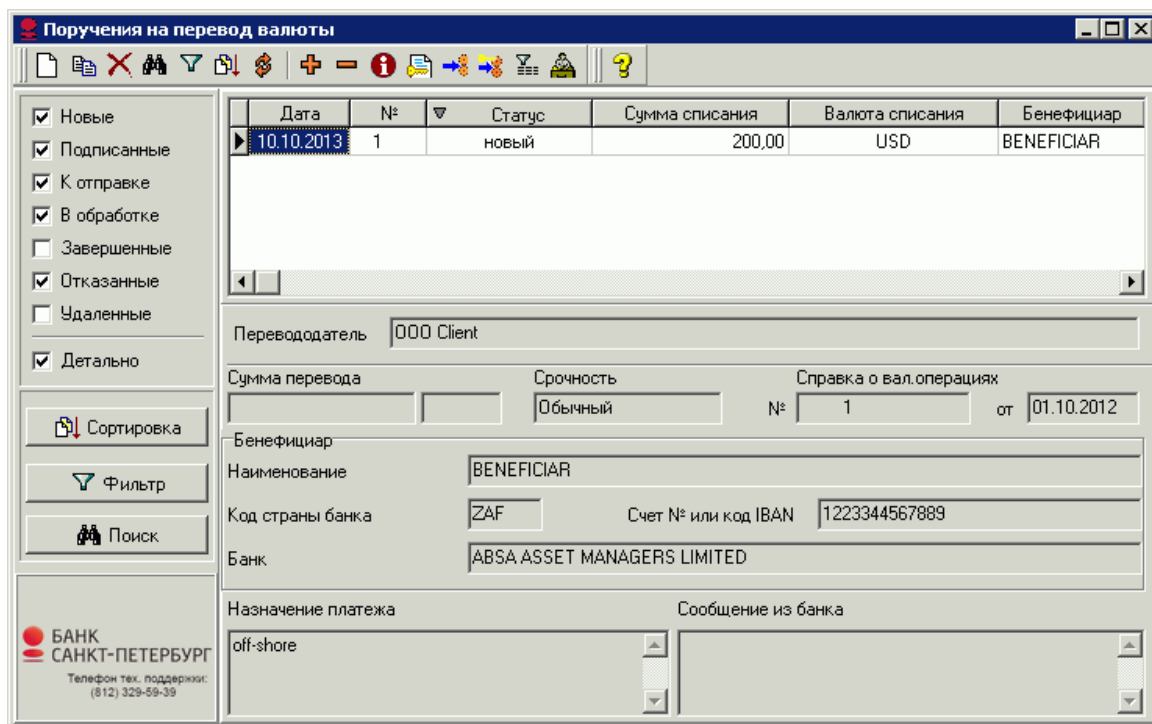 Поручения на перевод валюты
Новые
Подписанные
К отправке
В обработке
Завершенные
Отказанные
Удаленные
Детально
Сортировка
Фильтр
Поиск
БАНК
САНКТ-ПЕТЕРБУРГ
Телефон тех. поддержки:
(812) 329-59-39
Дата № Статус Сумма списания Валюта списания Бенефициар
10.10.2013 1 новый 200,00 USD BENEFICIAR
Перевододатель ООО Client
Сумма перевода Срочность Справка о вал.операциях
Обычный № 1 от 01.10.2012
Бенефициар
Наименование BENEFICIAR
Код страны банка ZAF Счет № или код IBAN 1223344567889
Банк ABSA ASSET MANAGERS LIMITED
Назначение платежа Сообщение из банка
off-shore